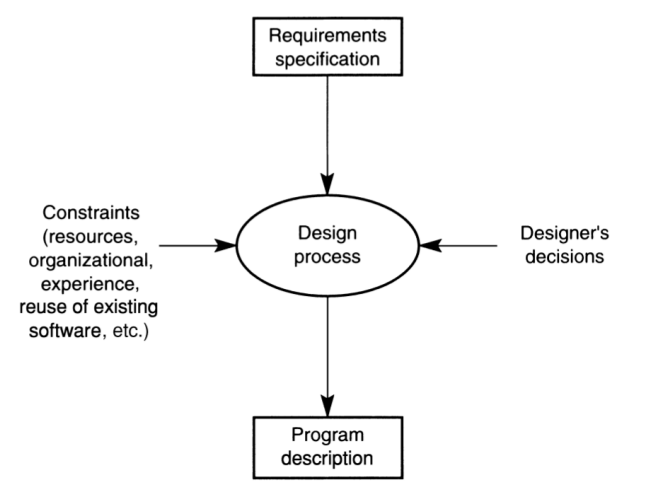 Requirements
specification
Constraints
(resources,
organizational,
experience,
reuse of existing
software, etc.)
Design
process
Designer's
decisions
Program
description